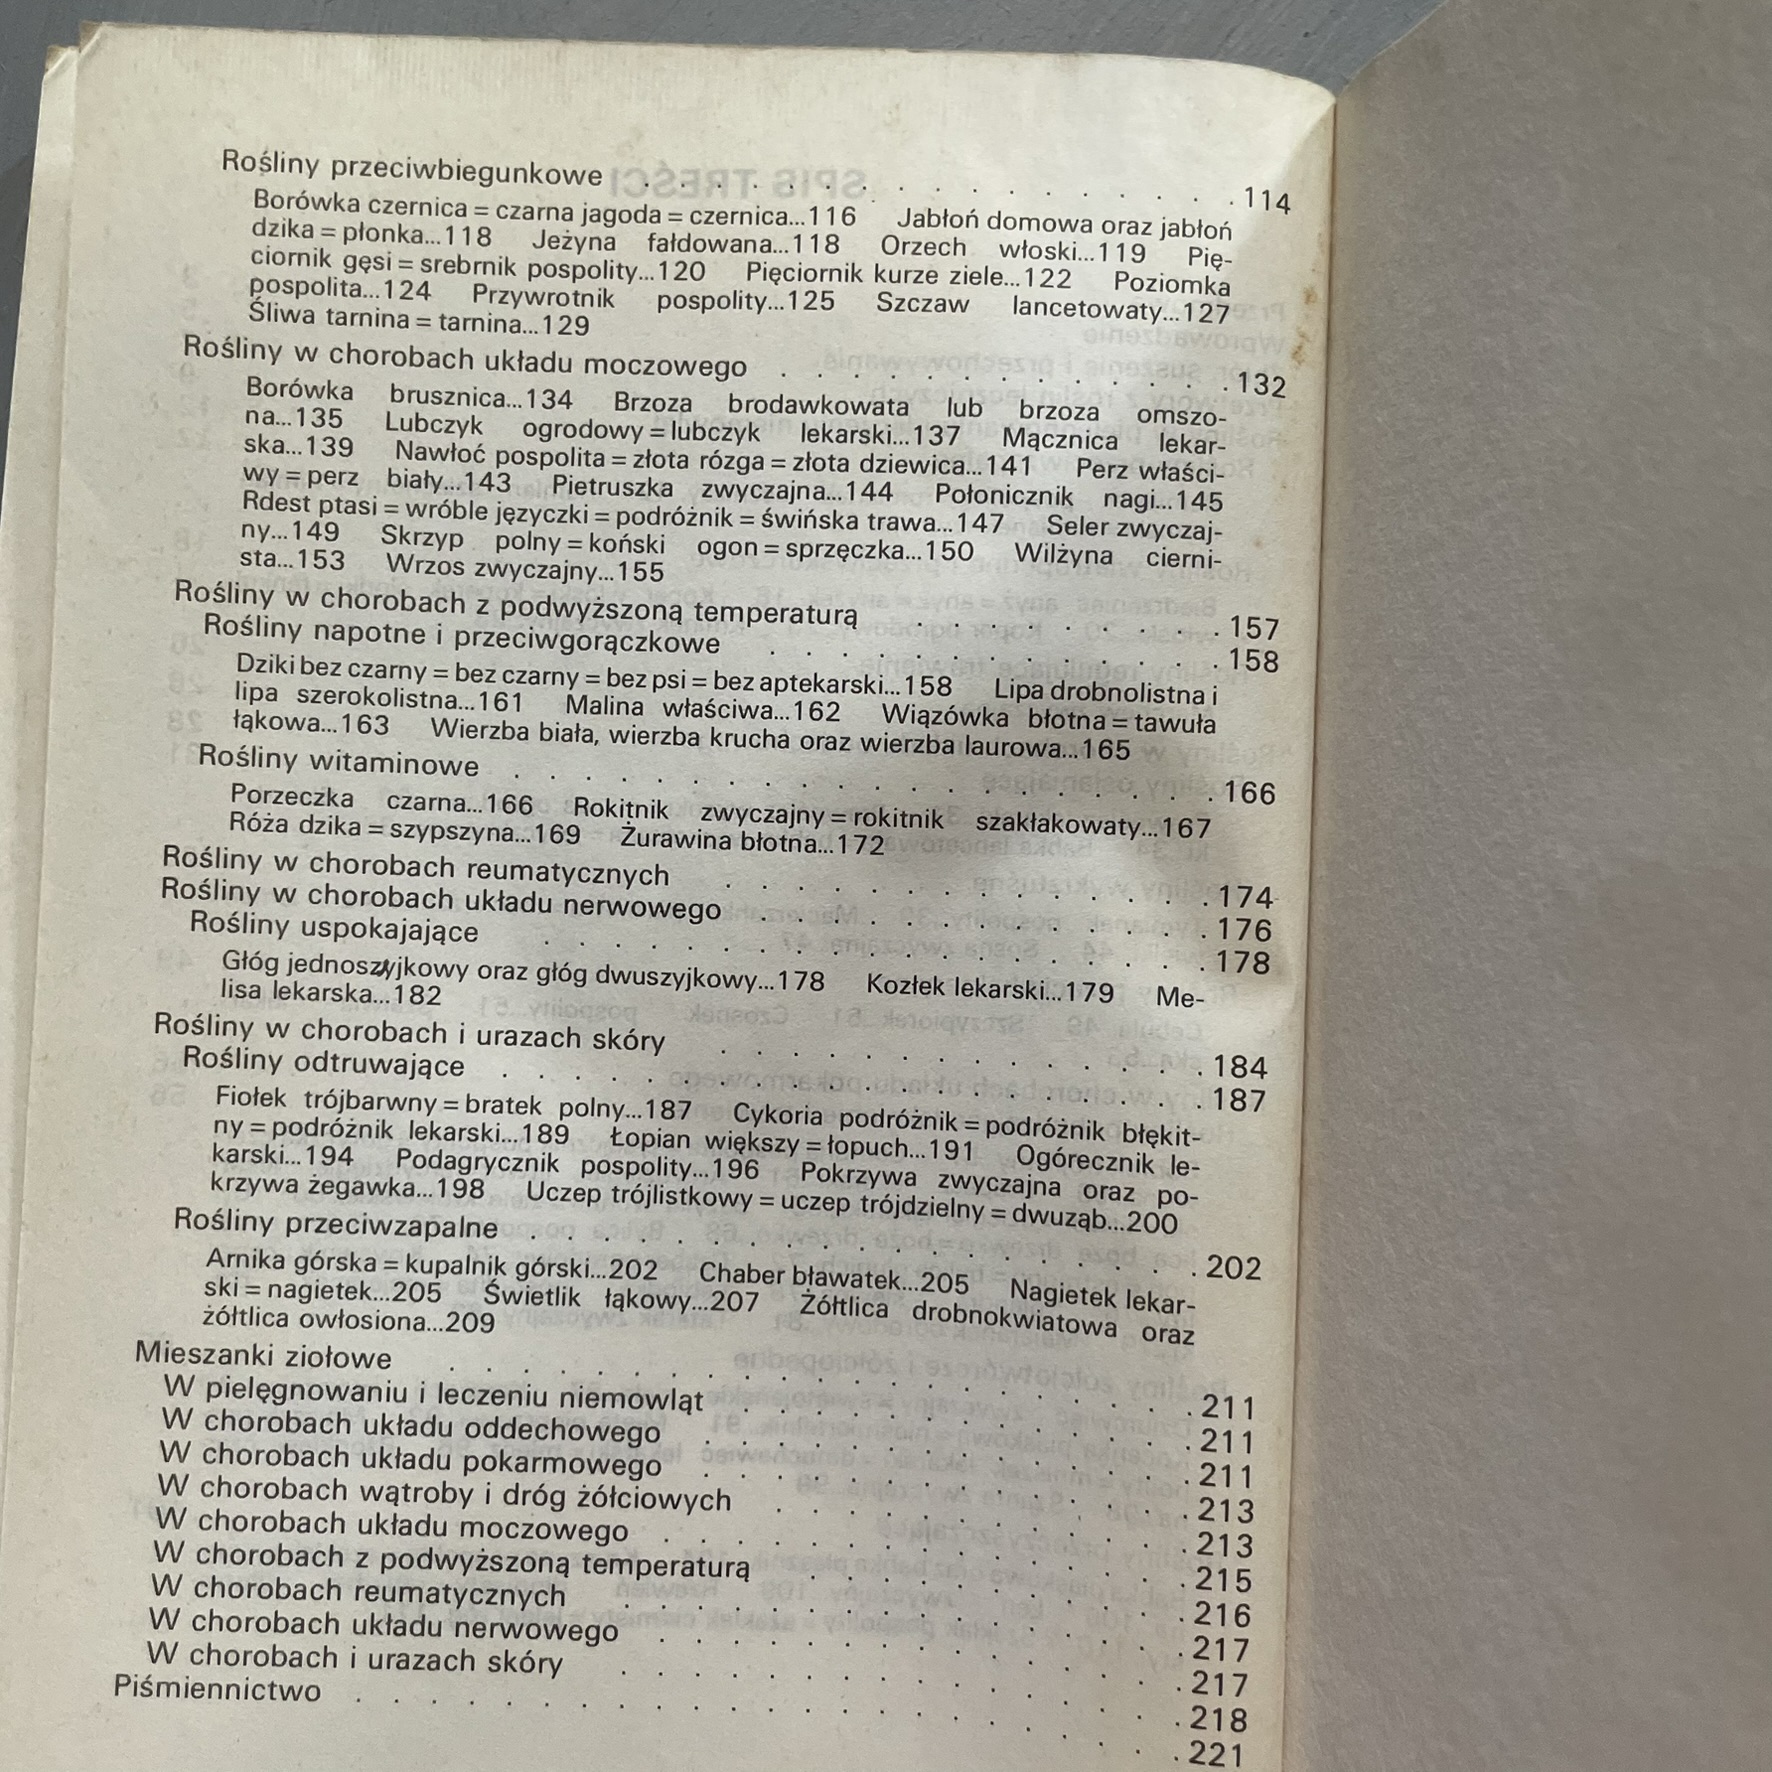 Rośliny przeciwbiegunkowe . . . . . . . . . . . . . . . . . 114
Borówka czernica = czarna jagoda = czernica...116 Jabłoń domowa oraz jabłoń
dzika = płonka...118 Jeżyna fałdowana...118 Orzech włoski...119 Pię-
ciornik gęsi = srebrnik pospolity...120 Pięciornik kurze ziele...122 Poziomka
pospolita...124 Przywrotnik pospolity...125 Szczaw lancetowaty...127
Śliwa tarnina = tarnina...129
Rośliny w chorobach układu moczowego . . . . . . . . . . . . . 132
Borówka brusznica...134 Brzoza brodawkowata lub brzoza omszo-
na...135 Lubczyk ogrodowy = lubczyk lekarski...137 Mącznica lekar-
ska...139 Nawłoć pospolita = złota rózga = złota dziewica...141 Perz właści-
wy = perz biały...143 Pietruszka zwyczajna...144 Połonicznik nagi...145
Rdest ptasi = wróble języczki = podróżnik = świńska trawa...147 Seler zwyczaj-
ny...149 Skrzyp polny = koński ogon = sprzęczka...150 Wilżyna cierni-
sta...153 Wrzos zwyczajny...155
Rośliny w chorobach z podwyższoną temperaturą . . . . . . . . . 157
Rośliny napotne i przeciwgorączkowe . . . . . . . . . . . . . 158
Dziki bez czarny = bez czarny = bez psi = bez aptekarski...158 Lipa drobnolistna i
lipa szerokolistna...161 Malina właściwa...162 Wiązówka błotna = tawuła
łąkowa...163 Wierzba biała, wierzba krucha oraz wierzba laurowa...165
Rośliny witaminowe . . . . . . . . . . . . . . . . . . . . 166
Porzeczka czarna...166 Rokitnik zwyczajny = rokitnik szakłakowaty...167
Róża dzika = szypszyna...169 Żurawina błotna...172
Rośliny w chorobach reumatycznych . . . . . . . . . . . . . . 174
Rośliny w chorobach układu nerwowego . . . . . . . . . . . . . 176
Rośliny uspokajające . . . . . . . . . . . . . . . . . . . 178
Głóg jednoszyjkowy oraz głóg dwuszyjkowy...178 Kozłek lekarski...179 Me-
lisa lekarska...182
Rośliny w chorobach i urazach skóry . . . . . . . . . . . . . . 184
Rośliny odtruwające . . . . . . . . . . . . . . . . . . . . 187
Fiołek trójbarwny = bratek polny...187 Cykoria podróżnik = podróżnik błękit-
ny = podróżnik lekarski...189 Łopian większy = łopuch...191 Ogórecznik le-
karski...194 Podagrycznik pospolity...196 Pokrzywa zwyczajna oraz po-
krzywa żegawka...198 Uczep trójlistkowy = uczep trójdzielny = dwuząb...200
Rośliny przeciwzapalne . . . . . . . . . . . . . . . . . . . 202
Arnika górska = kupalnik górski...202 Chaber bławatek...205 Nagietek lekar-
ski = nagietek...205 Świetlik łąkowy...207 Żółtlica drobnokwiatowa oraz
żółtlica owłosiona...209
Mieszanki ziołowe . . . . . . . . . . . . . . . . . . . . . 211
W pielęgnowaniu i leczeniu niemowląt . . . . . . . . . . . . . 211
W chorobach układu oddechowego . . . . . . . . . . . . . . 211
W chorobach układu pokarmowego . . . . . . . . . . . . . . 213
W chorobach wątroby i dróg żółciowych . . . . . . . . . . . . 213
W chorobach układu moczowego . . . . . . . . . . . . . . . 215
W chorobach z podwyższoną temperaturą . . . . . . . . . . . 216
W chorobach reumatycznych . . . . . . . . . . . . . . . . 217
W chorobach układu nerwowego . . . . . . . . . . . . . . . 217
W chorobach i urazach skóry . . . . . . . . . . . . . . . . 218
Piśmiennictwo . . . . . . . . . . . . . . . . . . . . . . . 221